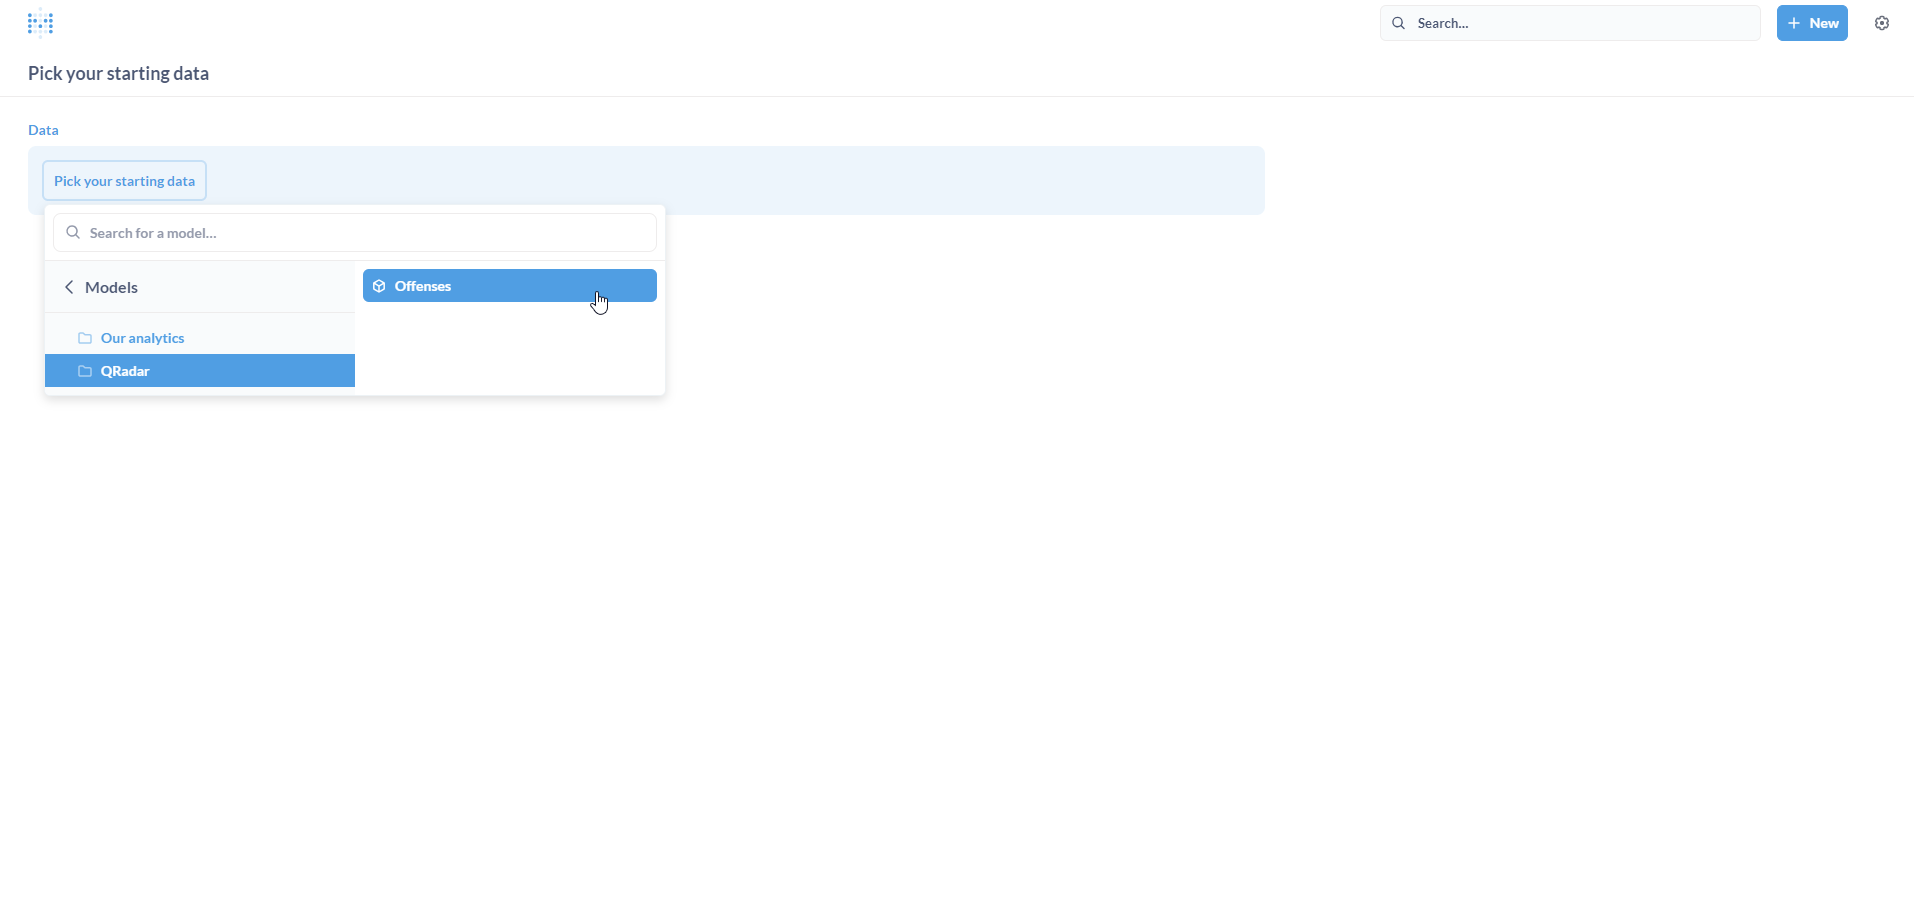 Search...
New
Pick your starting data
Data
Pick your starting data
Search for a model...
Models
Offenses
Our analytics
QRadar